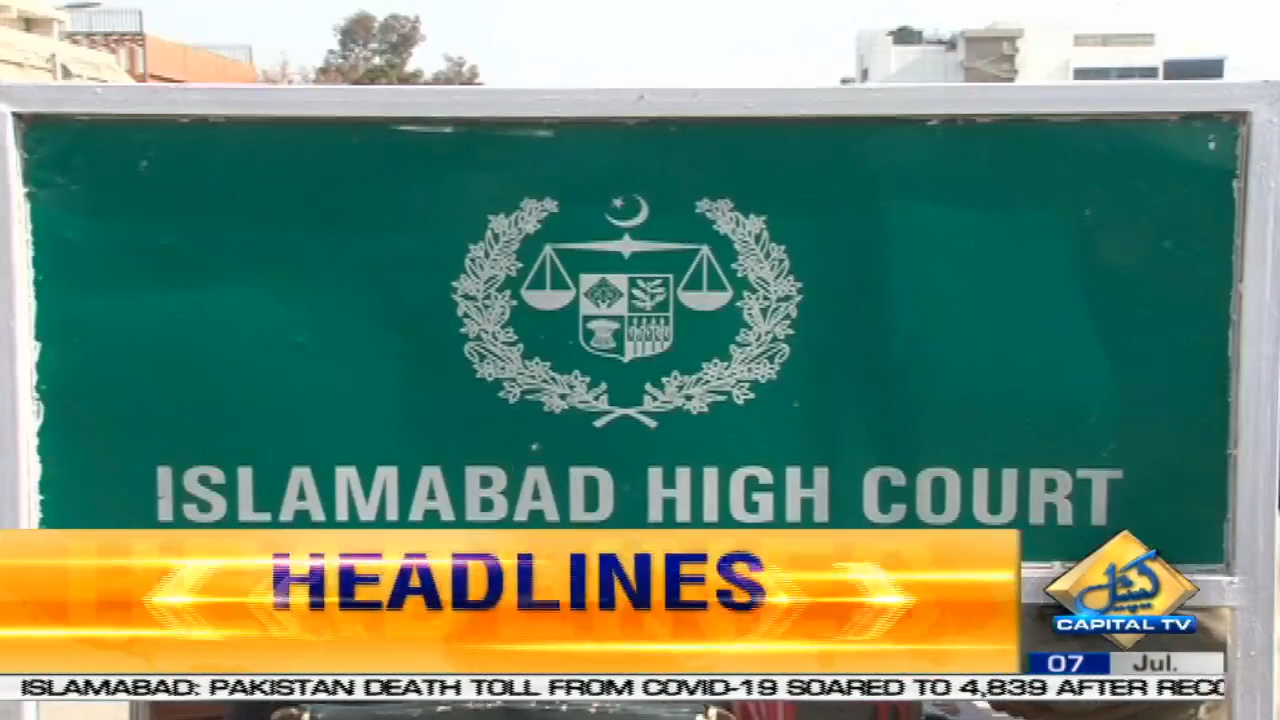 ISLAMABAD HIGH COURT
HEADLINES
کیپیٹل
CAPITAL TV
07 Jul.
ISLAMABAD: PAKISTAN DEATH TOLL FROM COVID-19 SOARED TO 4,839 AFTER